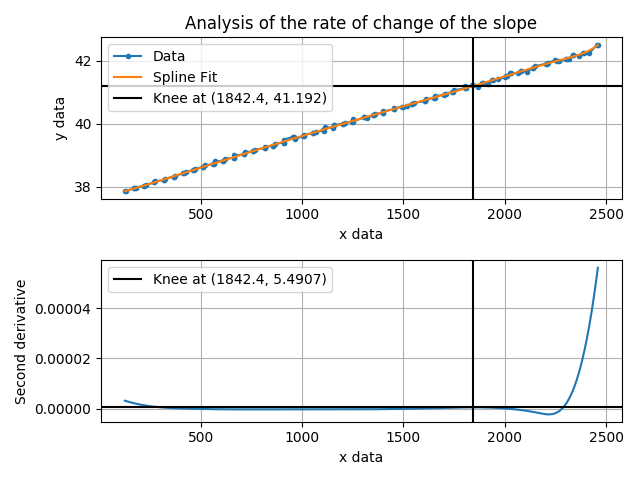 Analysis of the rate of change of the slope
y data
42
40
38
Data
Spline Fit
Knee at (1842.4, 41.192)
500 1000 1500 2000 2500
x data
Second derivative
0.00004
0.00002
0.00000
Knee at (1842.4, 5.4907)
500 1000 1500 2000 2500
x data